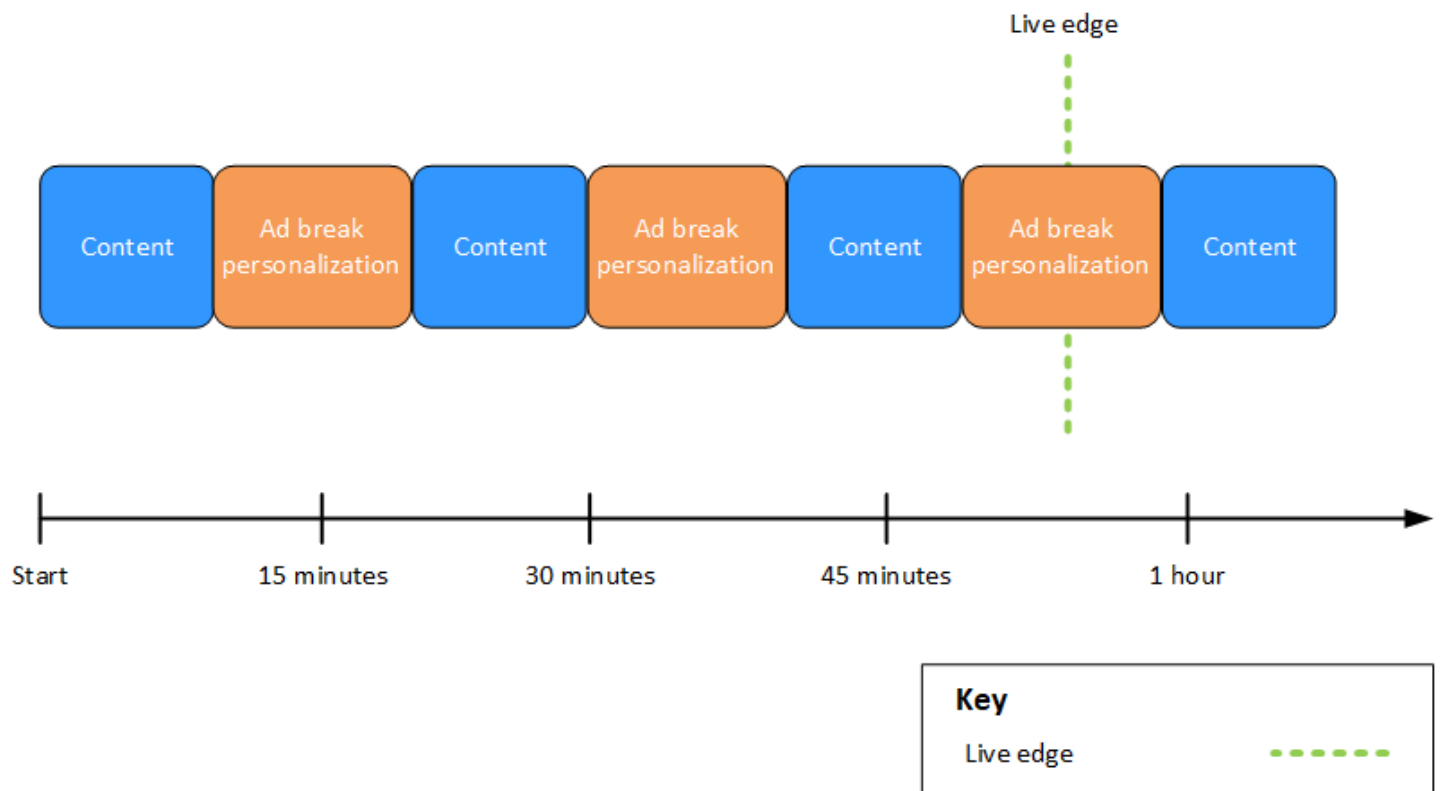 Live edge
Content
Ad break
personalization
Content
Ad break
personalization
Content
Ad break
personalization
Content
Start
15 minutes
30 minutes
45 minutes
1 hour
Key
Live edge